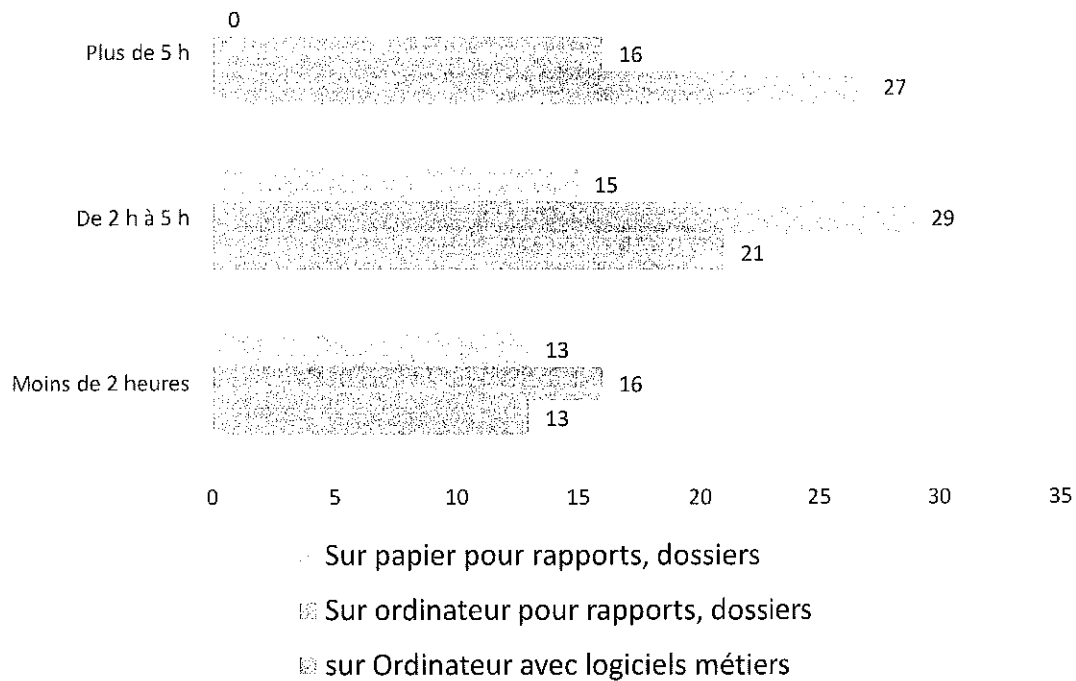 0
Plus de 5 h
16
27
15
De 2 h à 5 h
29
21
13
Moins de 2 heures
16
13
0 5 10 15 20 25 30 35
Sur papier pour rapports, dossiers
Sur ordinateur pour rapports, dossiers
sur Ordinateur avec logiciels métiers